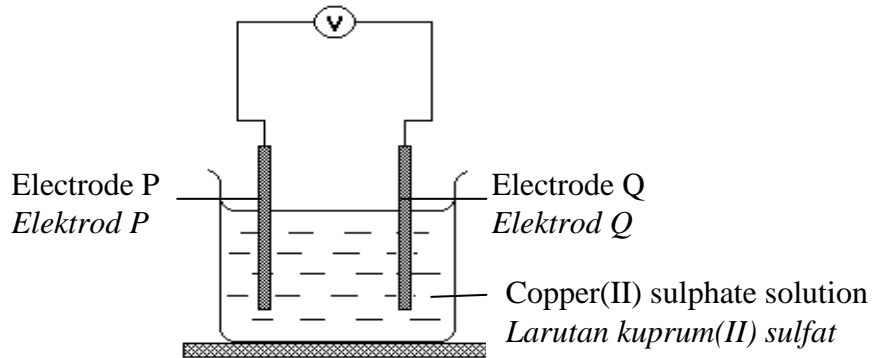 V
Electrode P
Elektrod P
Electrode Q
Elektrod Q
Copper(II) sulphate solution
Larutan kuprum(II) sulfat